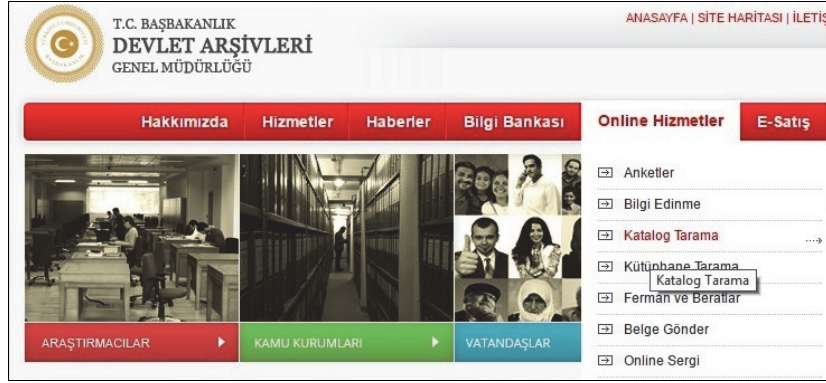 T.C. BAŞBAKANLIK
DEVLET ARŞİVLERİ
GENEL MÜDÜRLÜĞÜ
ANASAYFA | SİTE HARİTASI | İLETİŞ
Hakkımızda Hizmetler Haberler Bilgi Bankası Online Hizmetler E-Satış
Anketler
Bilgi Edinme
Katalog Tarama
Kütüphane Tarama
Katalog Tarama
Ferman ve Beratlar
Belge Gönder
Online Sergi
ARAŞTIRMACILAR KAMU KURUMLARI VATANDAŞLAR